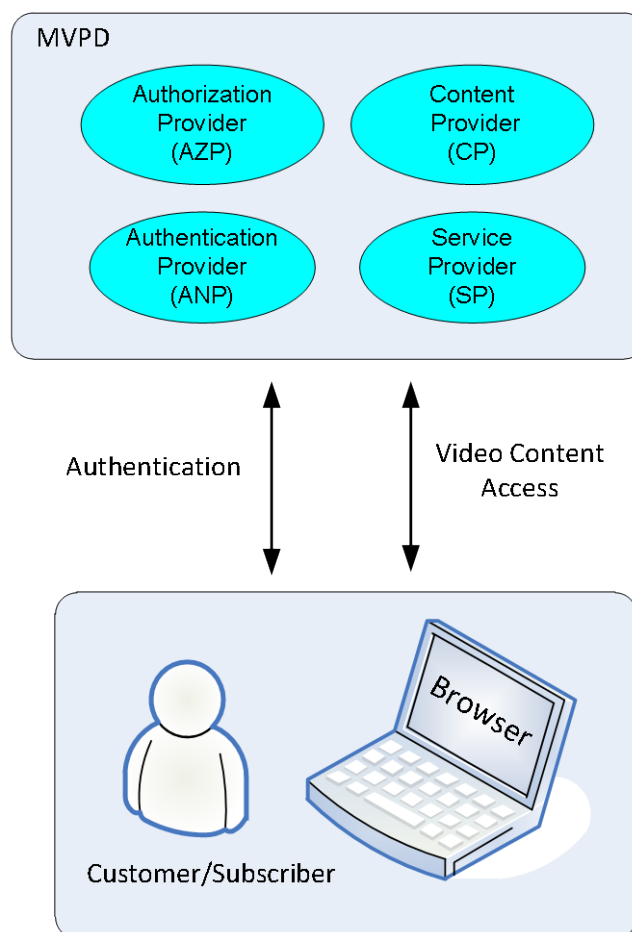 MVPD
Authorization
Provider
(AZP)
Content
Provider
(CP)
Authentication
Provider
(ANP)
Service
Provider
(SP)
Authentication
Video Content
Access
Browser
Customer/Subscriber